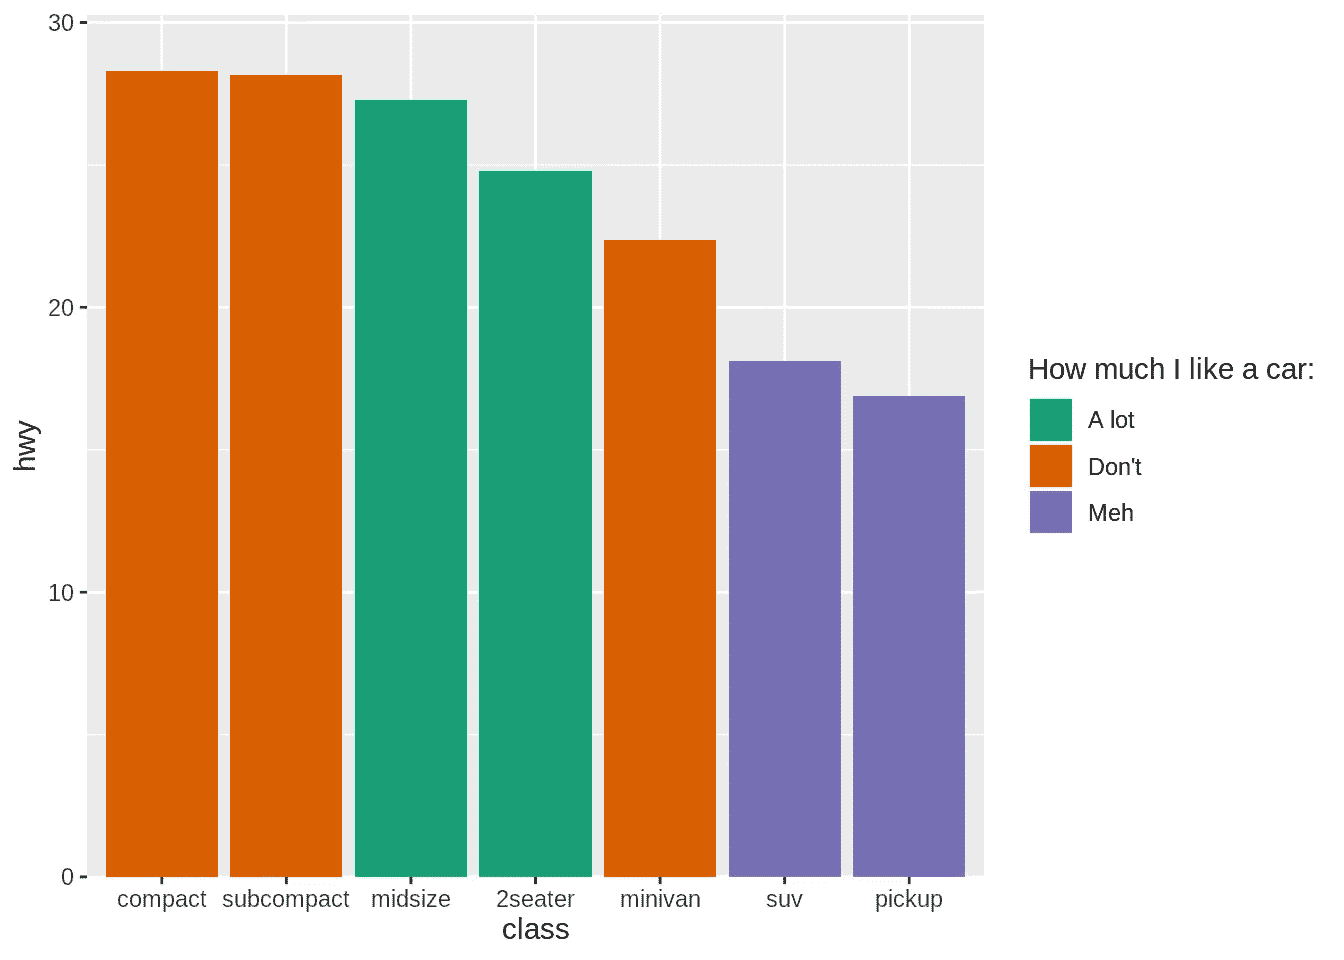 30
20
10
0
hwy
compact subcompact midsize 2seater minivan suv pickup
class
How much I like a car:
A lot
Don't
Meh